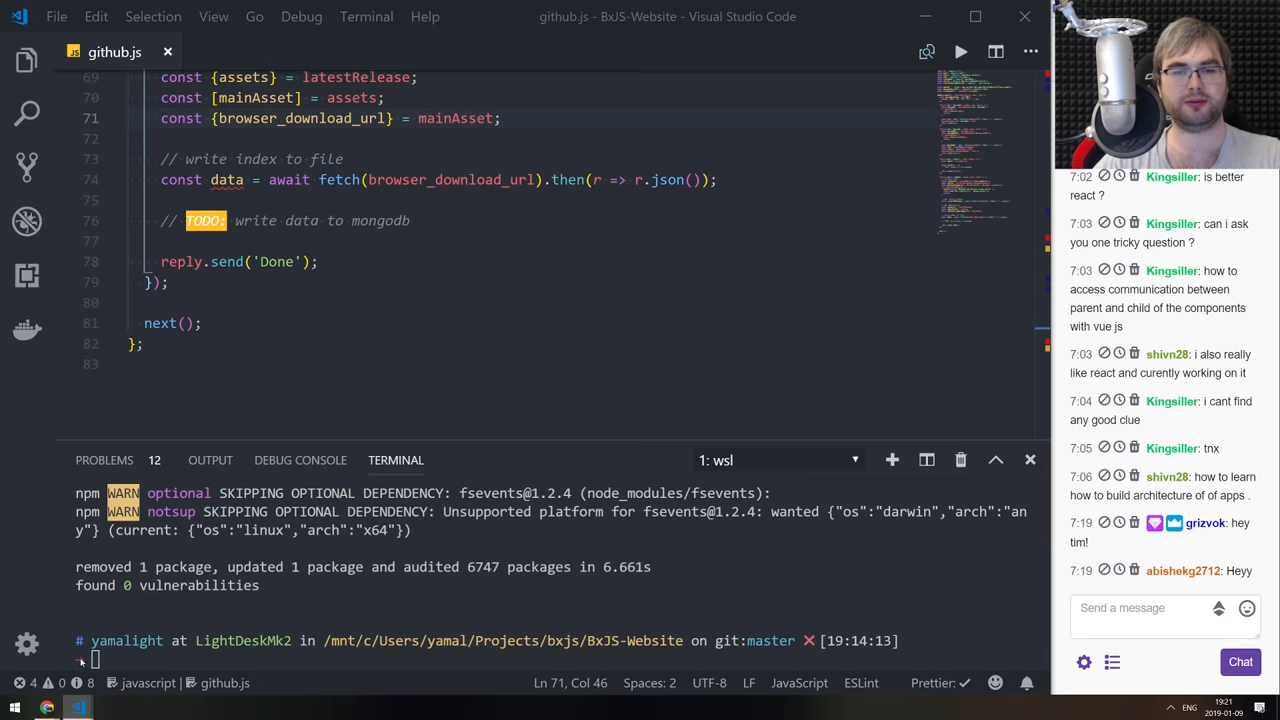 File Edit Selection View Go Debug Terminal Help
github.js - BxJS-Website - Visual Studio Code
JS github.js
69 const {assets} = latestRelease;
70 = assets;
71 const {browser_download_url} = mainAsset;
72
73 write to file
74 data await fetch(browser_download_url).then(r => r.json());
TODO: mongodb
77
78 reply.send('Done');
79 });
80
81 next();
82 };
83
PROBLEMS 12 OUTPUT DEBUG CONSOLE TERMINAL 1: wsl
npm WARN optional SKIPPING OPTIONAL DEPENDENCY: fsevents@1.2.4 (node_modules/fsevents):
npm WARN notsup SKIPPING OPTIONAL DEPENDENCY: Unsupported platform for fsevents@1.2.4: wanted {"os":"darwin","arch":"an
y"} (current: {"os":"linux","arch":"x64"})
removed 1 package, updated 1 package and audited 6747 packages in 6.661s
found 0 vulnerabilities
# yamalight at LightDeskMk2 in /mnt/c/Users/yamal/Projects/bxjs/BxJS-Website on git:master ❌ [19:14:13]
4 0 8 javascript github.js Ln 71, Col 46 Spaces: 2 UTF-8 LF JavaScript ESLint Prettier: ✓
7:02 Kingsiller: is better
react ?
7:03 Kingsiller: can i ask
you one tricky question ?
7:03 Kingsiller: how to
access communication between
parent and child of the components
with vue js
7:03 shivn28: i also really
like react and curently working on it
7:04 Kingsiller: i cant find
any good clue
7:05 Kingsiller: tnx
7:06 shivn28: how to learn
how to build architecture of of apps .
7:19 grizvok: hey
tim!
7:19 abishekg2712: Heyy
Send a message
Chat
ENG
19:21
2019-01-09